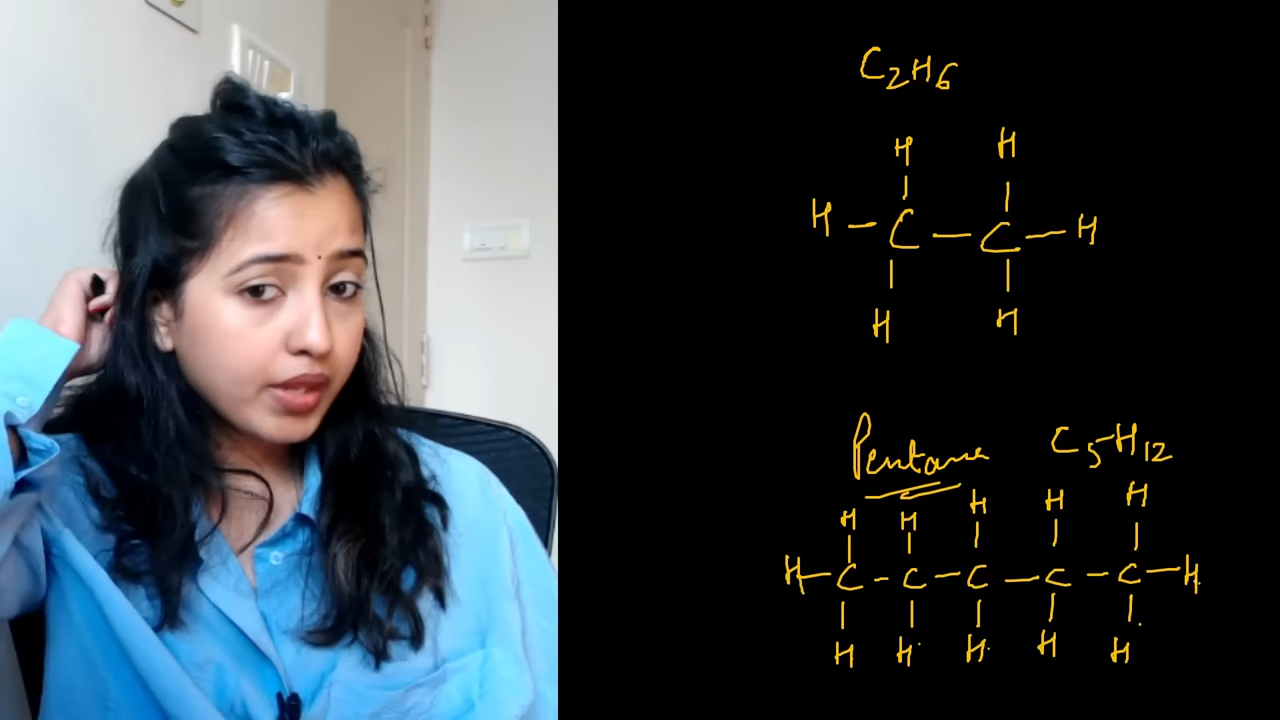 C2H6
H H
H - C - C - H
H H
Pentane C5H12
H H H H H
H - C - C - C - C - C - H
H H H H H